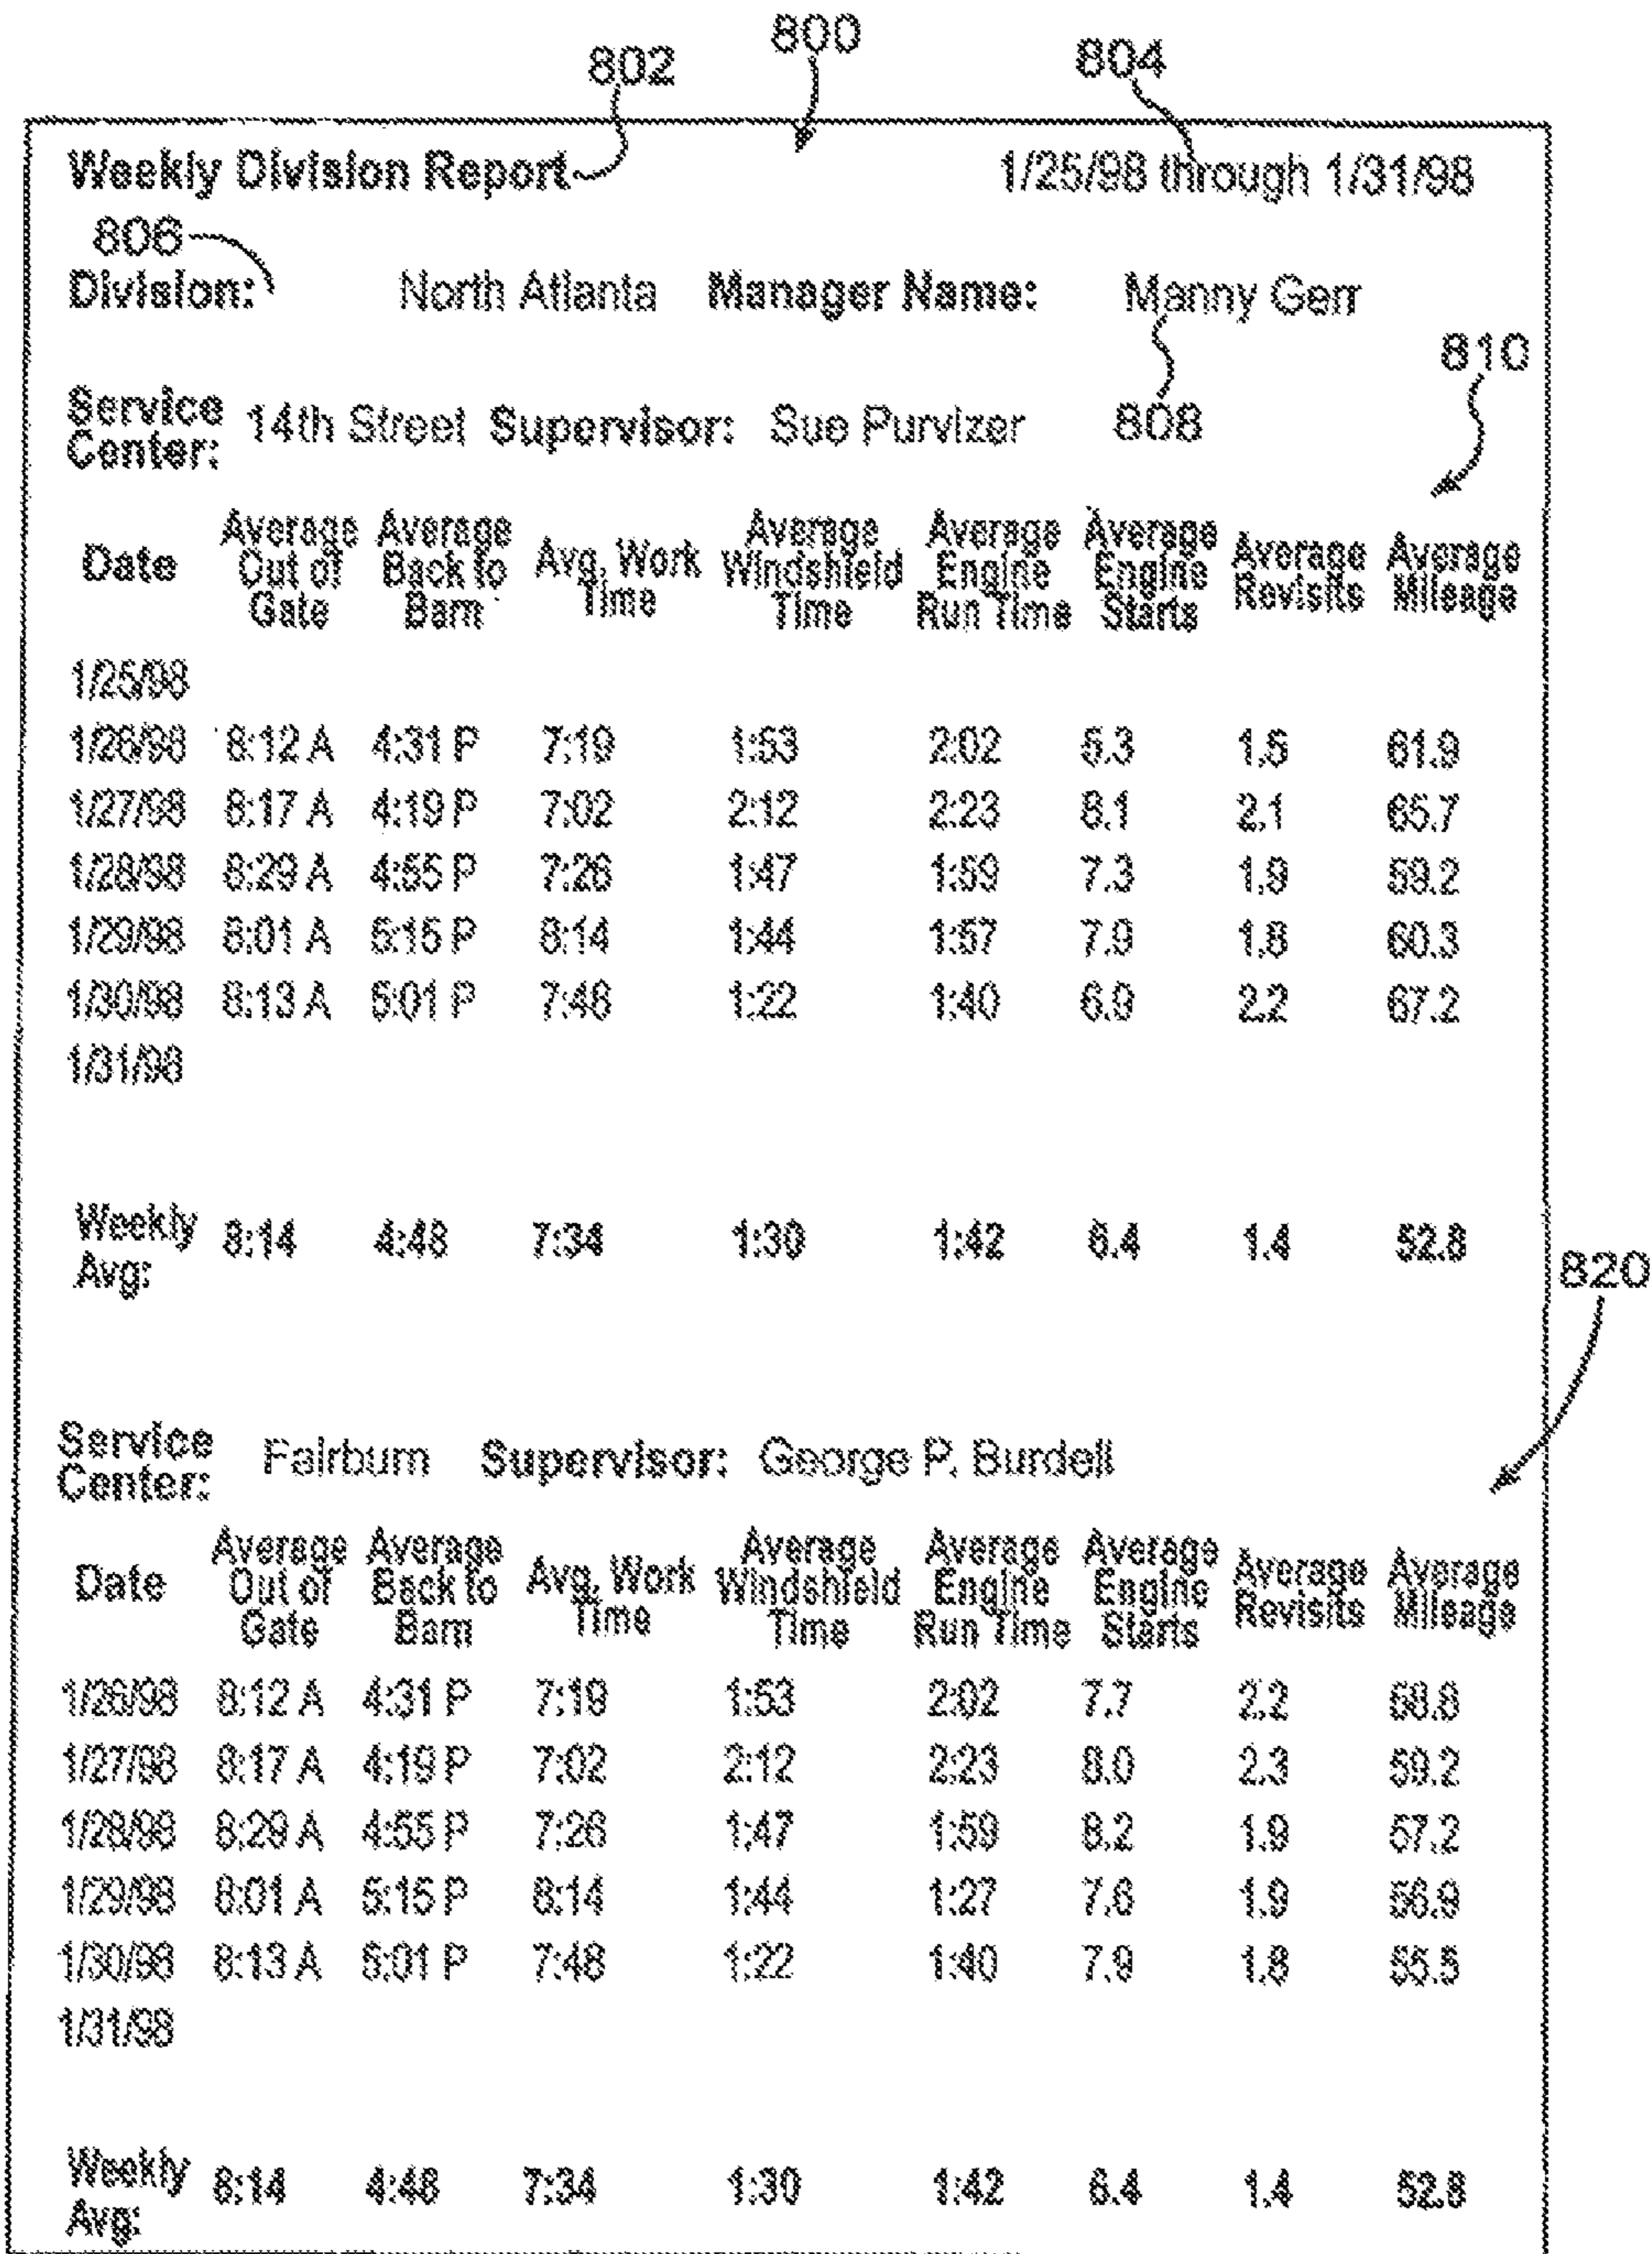 802 800 804
Weekly Division Report 1/25/98 through 1/31/98
806
Division: North Atlanta Manager Name: Manny Gerr
810
Service Center: 14th Street Supervisor: Sue Purvizer 808
Date Average Out of Gate Average Back to Barn Avg. Work Time Average Windshield Time Average Engine Run Time Average Engine Starts Average Revisits Average Mileage
1/25/98
1/26/98 8:12 A 4:31 P 7:19 1:53 2:02 1.5 61.9
1/27/98 8:17 A 4:19 P 7:02 2:12 2:23 8.1 2.1 65.7
1/28/98 8:29 A 4:55 P 7:26 1:47 1:59 7.3 1.9 59.2
1/29/98 8:01 A 5:15 P 8:14 1:44 1:57 7.9 1.8 60.3
1/30/98 8:13 A 5:01 P 7:48 1:22 1:40 6.9 2.2 67.2
1/31/98
Weekly Avg: 8:14 4:48 7:34 1:30 1:42 6.4 1.4 52.8
820
Service Center: Fairburn Supervisor: George P. Burdell
Date Average Out of Gate Average Back to Barn Avg. Work Time Average Windshield Time Average Engine Run Time Average Engine Starts Average Revisits Average Mileage
1/26/98 8:12 A 4:31 P 7:19 1:53 2:02 7.7 2.2
1/27/98 8:17 A 4:19 P 7:02 2:12 2:23 8.0 2.3 59.2
1/28/98 8:29 A 4:55 P 7:26 1:47 1:59 8.2 1.9 57.2
1/29/98 8:01 A 5:15 P 8:14 1:44 1:27 7.6 1.9 56.9
1/30/98 8:13 A 5:01 P 7:48 1:22 1:40 7.9 1.8 55.5
1/31/98
Weekly Avg: 8:14 4:48 7:34 1:30 1:42 6.4 1.4 52.8